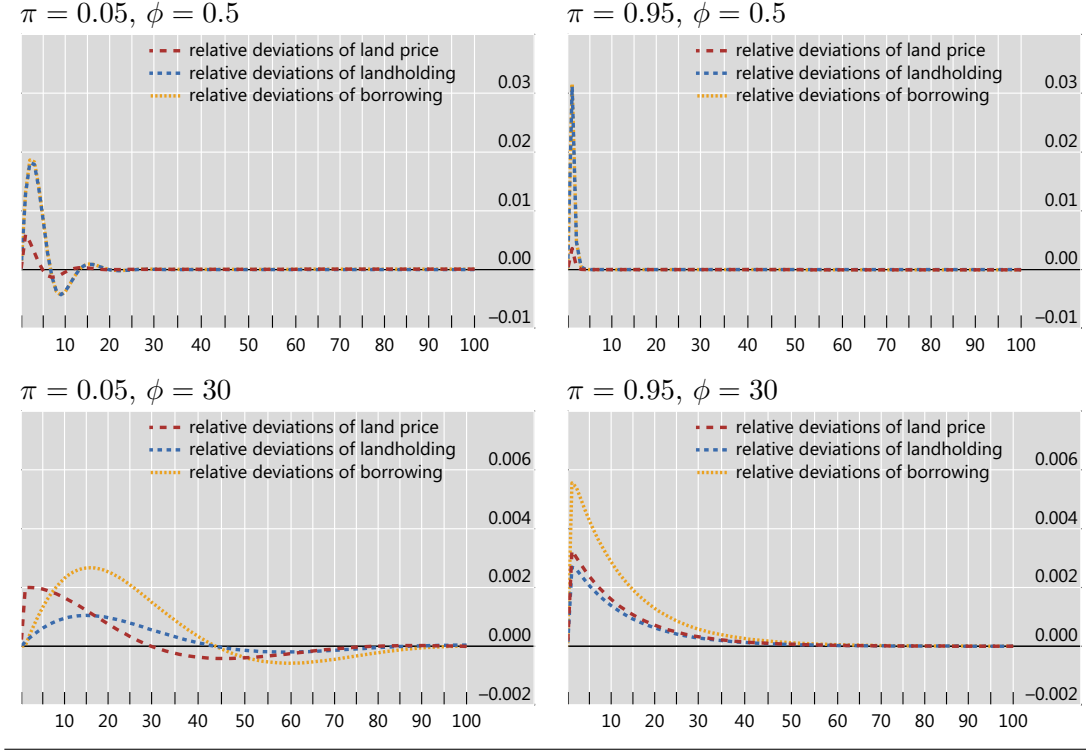 π = 0.05, ϕ = 0.5
relative deviations of land price
relative deviations of landholding
relative deviations of borrowing
0.03
0.02
0.01
0.00
−0.01
10 20 30 40 50 60 70 80 90 100
π = 0.95, ϕ = 0.5
relative deviations of land price
relative deviations of landholding
relative deviations of borrowing
0.03
0.02
0.01
0.00
−0.01
10 20 30 40 50 60 70 80 90 100
π = 0.05, ϕ = 30
relative deviations of land price
relative deviations of landholding
relative deviations of borrowing
0.006
0.004
0.002
0.000
−0.002
10 20 30 40 50 60 70 80 90 100
π = 0.95, ϕ = 30
relative deviations of land price
relative deviations of landholding
relative deviations of borrowing
0.006
0.004
0.002
0.000
−0.002
10 20 30 40 50 60 70 80 90 100